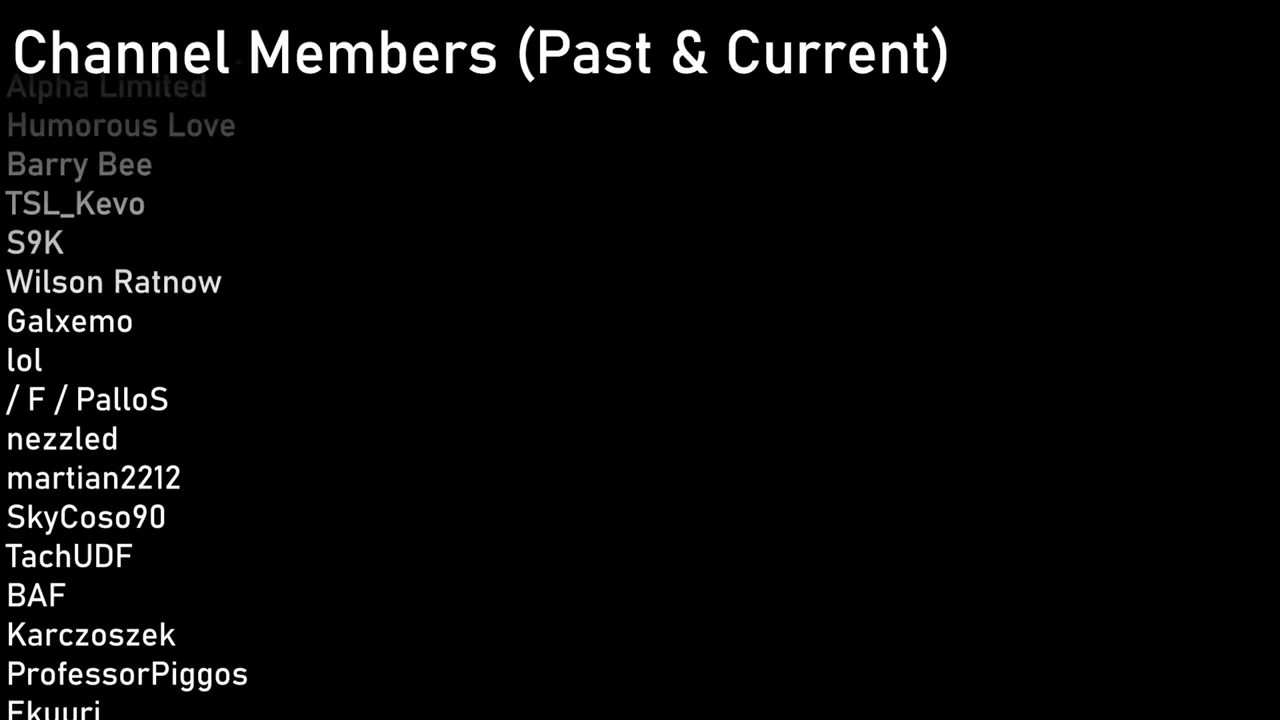 Channel Members (Past & Current)
Alpha Limited
Humorous Love
Barry Bee
TSL_Kevo
S9K
Wilson Ratnow
Galxemo
lol
/ F / PalloS
nezzled
martian2212
SkyCoso90
TachUDF
BAF
Karczoszek
ProfessorPiggos
Ekuuri